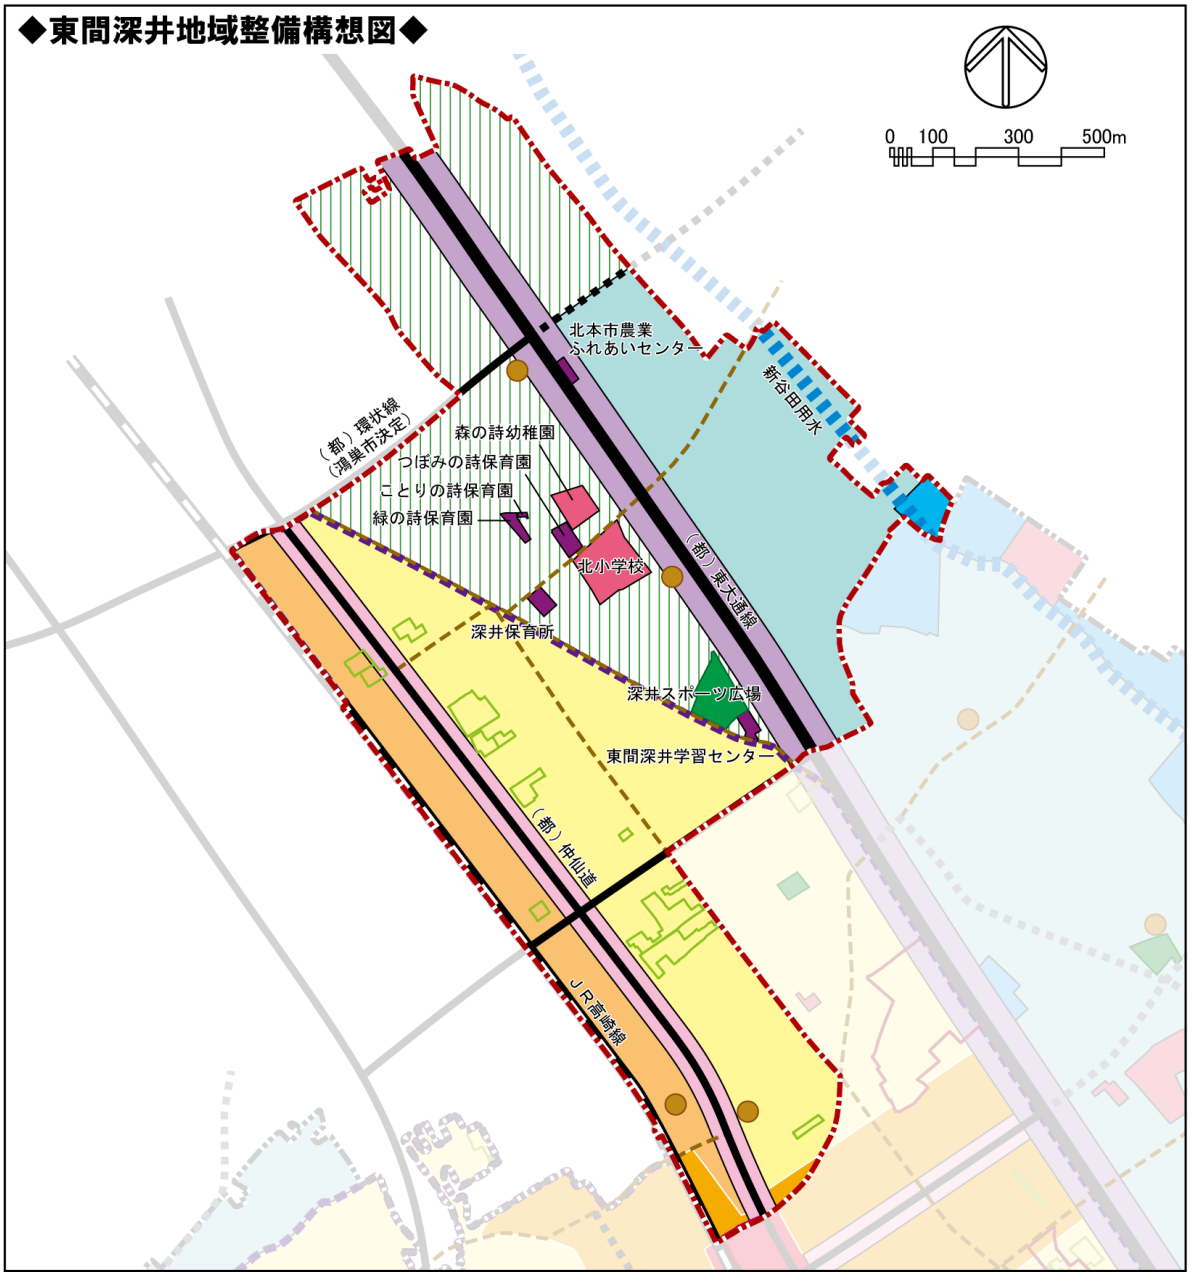 ◆東間深井地域整備構想図◆
0 100 300 500m
北本市農業
ふれあいセンター
新谷田用水
(都)環状線
(鴻巣市決定)
森の詩幼稚園
つぼみの詩保育園
ことりの詩保育園
緑の詩保育園
北小学校
(都)東大通線
深井保育所
深井スポーツ広場
東間深井学習センター
(都)仲仙道
JR高崎線